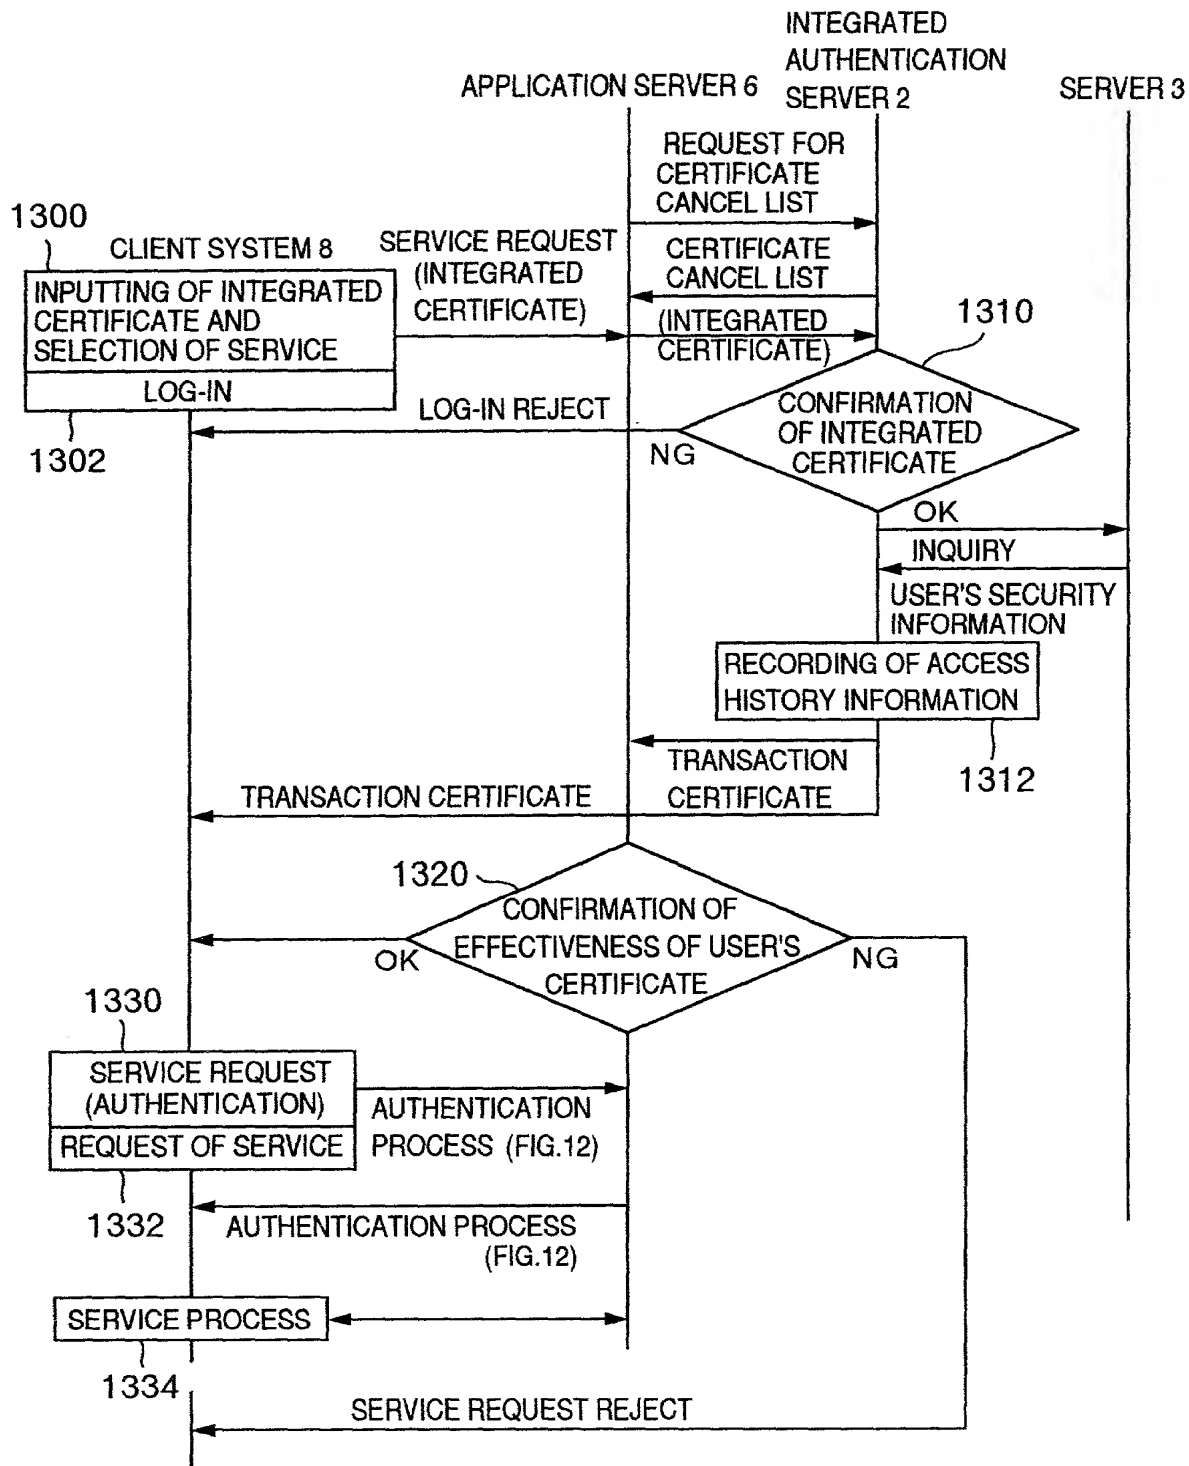 INTEGRATED
AUTHENTICATION
SERVER 2
APPLICATION SERVER 6
SERVER 3
REQUEST FOR
CERTIFICATE
CANCEL LIST
1300
CLIENT SYSTEM 8
SERVICE REQUEST
(INTEGRATED
CERTIFICATE)
CERTIFICATE
CANCEL LIST
INPUTTING OF INTEGRATED
CERTIFICATE AND
SELECTION OF SERVICE
(INTEGRATED
CERTIFICATE)
1310
LOG-IN
LOG-IN REJECT
1302
NG
CONFIRMATION
OF INTEGRATED
CERTIFICATE
OK
INQUIRY
USER'S SECURITY
INFORMATION
RECORDING OF ACCESS
HISTORY INFORMATION
1312
TRANSACTION
CERTIFICATE
TRANSACTION CERTIFICATE
1320
CONFIRMATION OF
EFFECTIVENESS OF USER'S
CERTIFICATE
OK
NG
1330
SERVICE REQUEST
(AUTHENTICATION)
REQUEST OF SERVICE
AUTHENTICATION
PROCESS (FIG.12)
1332
AUTHENTICATION PROCESS
(FIG.12)
SERVICE PROCESS
1334
SERVICE REQUEST REJECT